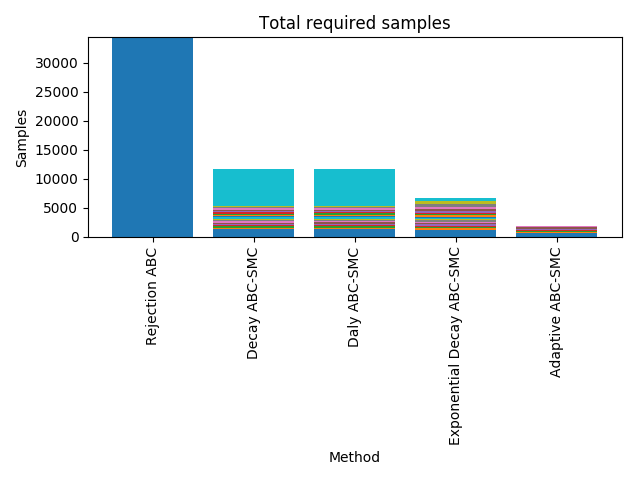 Total required samples
Samples
30000
25000
20000
15000
10000
5000
0
Rejection ABC
Decay ABC-SMC
Daly ABC-SMC
Exponential Decay ABC-SMC
Adaptive ABC-SMC
Method